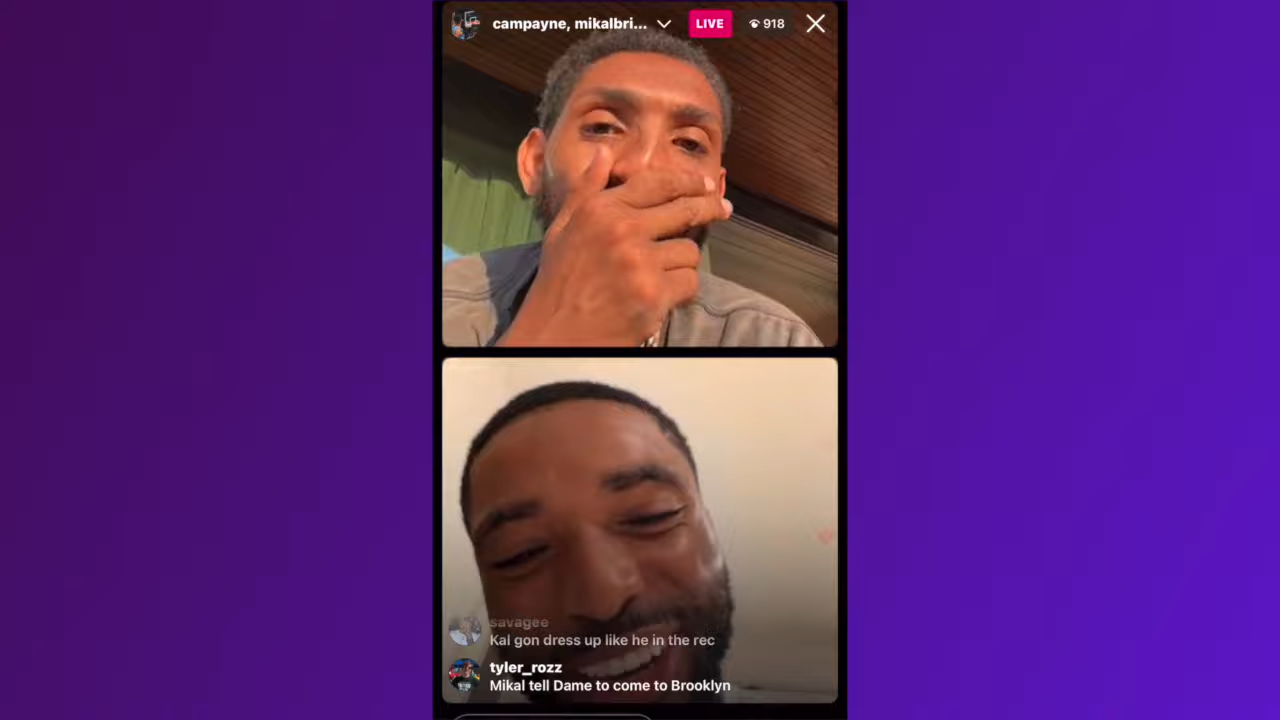 campayne, mikalbri...
LIVE
918
savagee
Kal gon dress up like he in the rec
tyler_rozz
Mikal tell Dame to come to Brooklyn